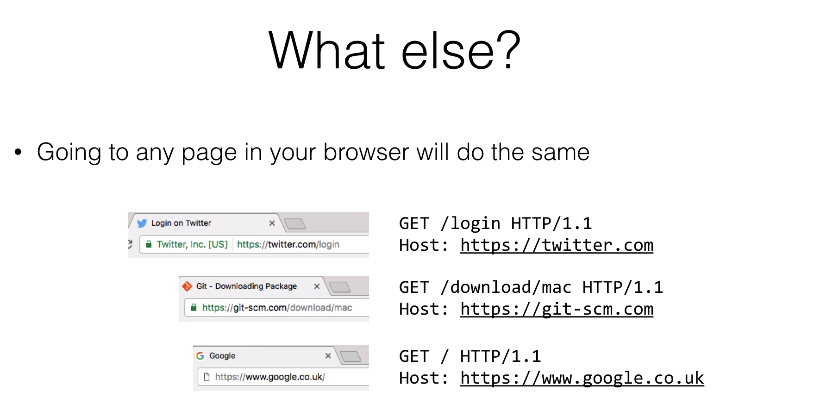 What else?
• Going to any page in your browser will do the same
Login on Twitter
Twitter, Inc. [US] https://twitter.com/login
GET /login HTTP/1.1
Host: https://twitter.com
Git - Downloading Package
https://git-scm.com/download/mac
GET /download/mac HTTP/1.1
Host: https://git-scm.com
Google
https://www.google.co.uk/
GET / HTTP/1.1
Host: https://www.google.co.uk